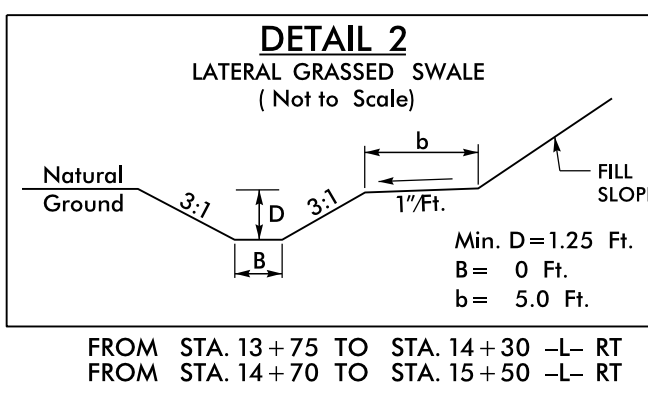 DETAIL 2
LATERAL GRASSED SWALE
( Not to Scale)
b
Natural
Ground
3:1
D
3:1
1"/Ft.
FILL
SLOPE
B
Min. D=1.25 Ft.
B= 0 Ft.
b= 5.0 Ft.
FROM STA. 13+75 TO STA. 14+30 -L- RT
FROM STA. 14+70 TO STA. 15+50 -L- RT